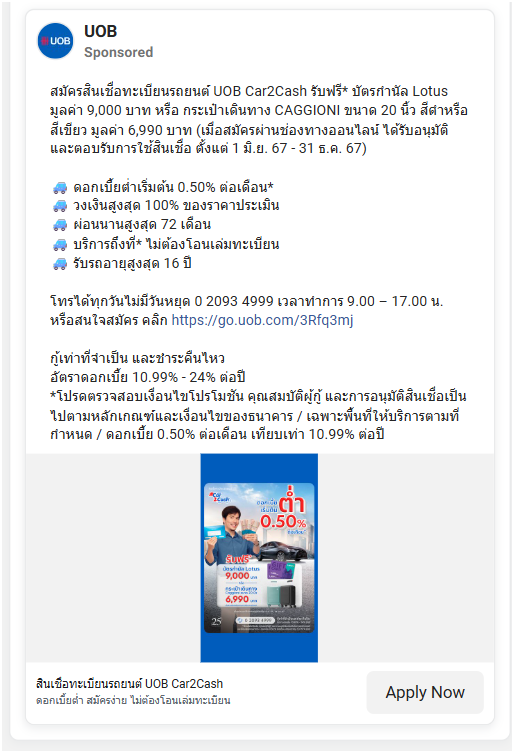 UOB
UOB
Sponsored
สมัครสินเชื่อทะเบียนรถยนต์ UOB Car2Cash รับฟรี* บัตรกำนัล Lotus
มูลค่า 9,000 บาท หรือ กระเป๋าเดินทาง CAGGIONI ขนาด 20 นิ้ว สีดำหรือ
สีเขียว มูลค่า 6,990 บาท (เมื่อสมัครผ่านช่องทางออนไลน์ ได้รับอนุมัติ
และตอบรับการใช้สินเชื่อ ตั้งแต่ 1 มิ.ย. 67 - 31 ธ.ค. 67)
🚙 ดอกเบี้ยต่ำเริ่มต้น 0.50% ต่อเดือน*
🚙 วงเงินสูงสุด 100% ของราคาประเมิน
🚙 ผ่อนนานสูงสุด 72 เดือน
🚙 บริการถึงที่* ไม่ต้องโอนเล่มทะเบียน
🚙 รับรถอายุสูงสุด 16 ปี
โทรได้ทุกวันไม่มีวันหยุด 0 2093 4999 เวลาทำการ 9.00 – 17.00 น.
หรือสนใจสมัคร คลิก https://go.uob.com/3Rfq3mj
กู้เท่าที่จำเป็น และชำระคืนไหว
อัตราดอกเบี้ย 10.99% - 24% ต่อปี
*โปรดตรวจสอบเงื่อนไขโปรโมชัน คุณสมบัติผู้กู้ และการอนุมัติสินเชื่อเป็น
ไปตามหลักเกณฑ์และเงื่อนไขของธนาคาร / เฉพาะพื้นที่ให้บริการตามที่
กำหนด / ดอกเบี้ย 0.50% ต่อเดือน เทียบเท่า 10.99% ต่อปี
Car2Cash
ดอกเบี้ย
เริ่มต้น
ต่ำ
0.50%
ต่อเดือน
รับฟรี
บัตรกำนัล Lotus
9,000 บาท
กระเป๋าเดินทาง
6,990 บาท
25
0 2093 4999
สินเชื่อทะเบียนรถยนต์ UOB Car2Cash
ดอกเบี้ยต่ำ สมัครง่าย ไม่ต้องโอนเล่มทะเบียน
Apply Now